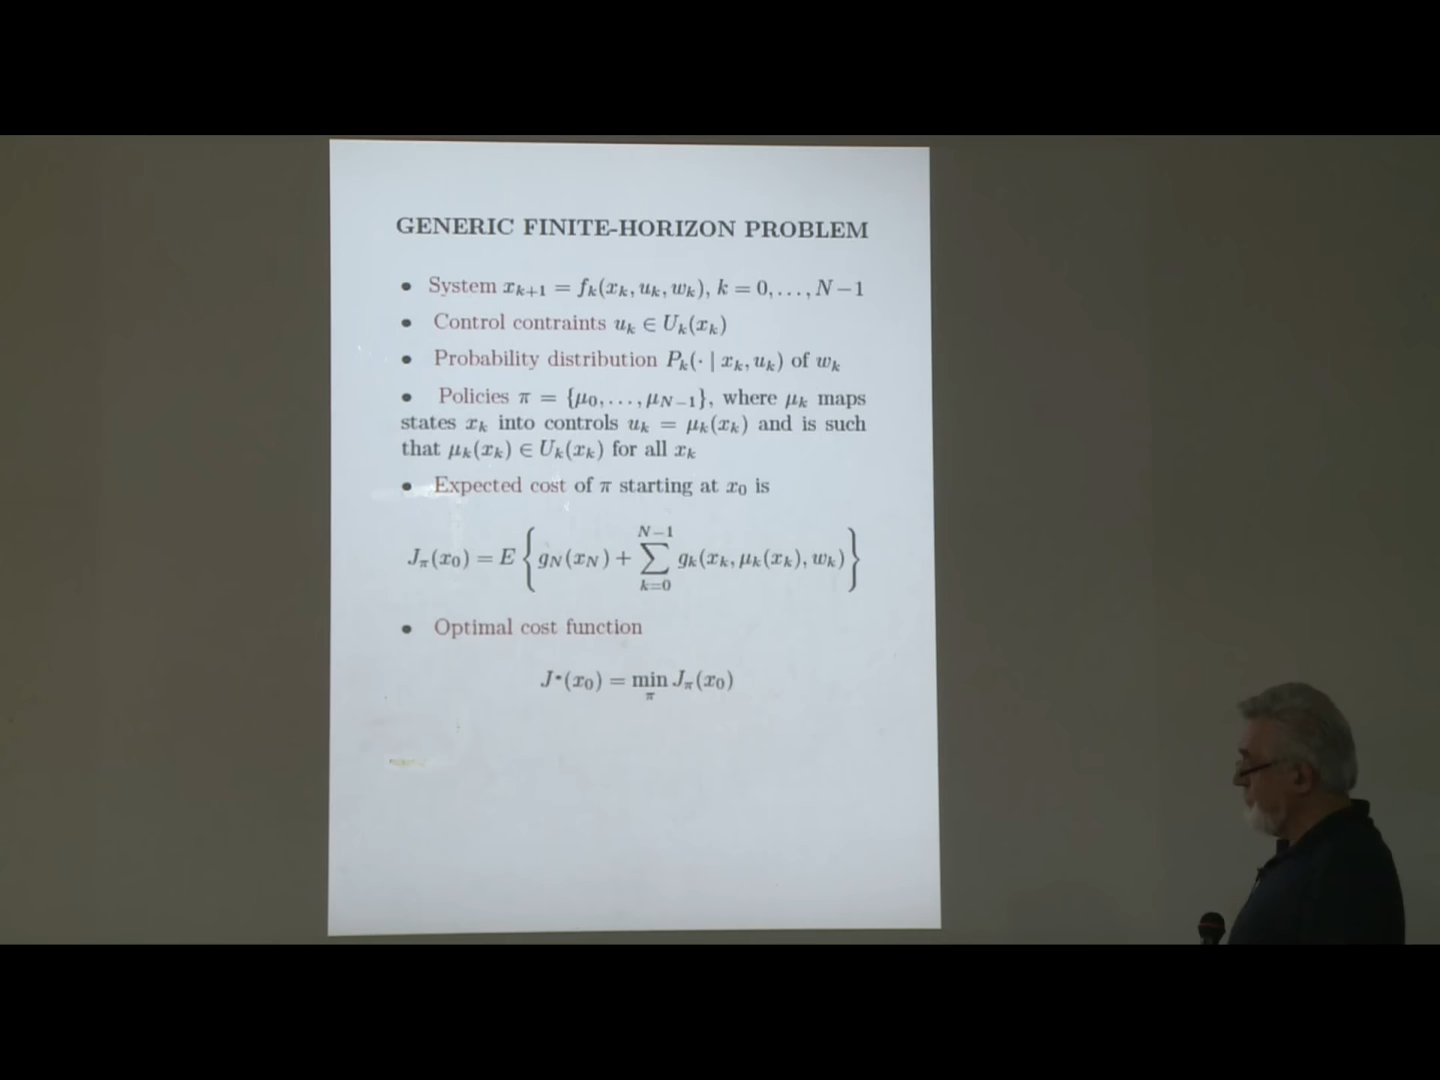 GENERIC FINITE-HORIZON PROBLEM
• System x_{k+1} = f_k(x_k, u_k, w_k), k = 0, . . . , N−1
• Control contraints u_k ∈ U_k(x_k)
• Probability distribution P_k(· | x_k, u_k) of w_k
• Policies π = {μ_0, . . . , μ_{N−1}}, where μ_k maps
states x_k into controls u_k = μ_k(x_k) and is such
that μ_k(x_k) ∈ U_k(x_k) for all x_k
• Expected cost of π starting at x_0 is
J_π(x_0) = E { g_N(x_N) + ∑_{k=0}^{N−1} g_k(x_k, μ_k(x_k), w_k) }
• Optimal cost function
J*(x_0) = min_π J_π(x_0)